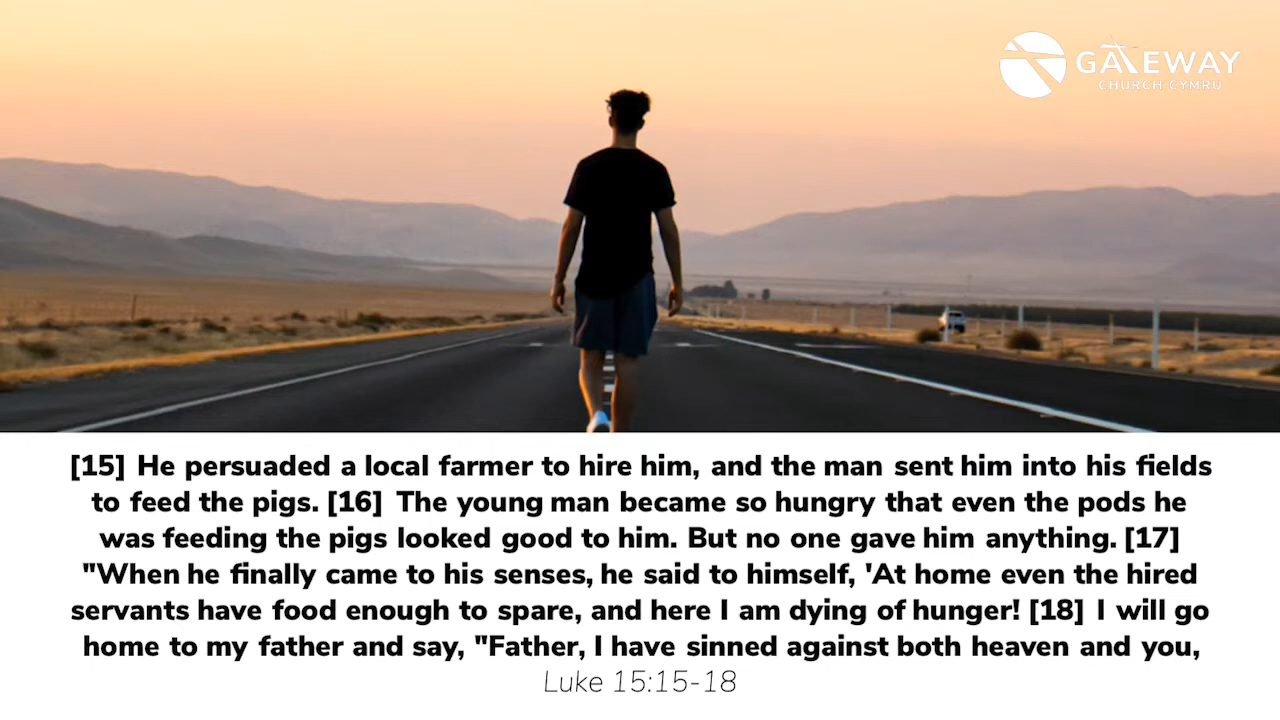 GATEWAY
CHURCH CYMRU
[15] He persuaded a local farmer to hire him, and the man sent him into his fields
to feed the pigs. [16] The young man became so hungry that even the pods he
was feeding the pigs looked good to him. But no one gave him anything. [17]
"When he finally came to his senses, he said to himself, 'At home even the hired
servants have food enough to spare, and here I am dying of hunger! [18] I will go
home to my father and say, "Father, I have sinned against both heaven and you,
Luke 15:15-18